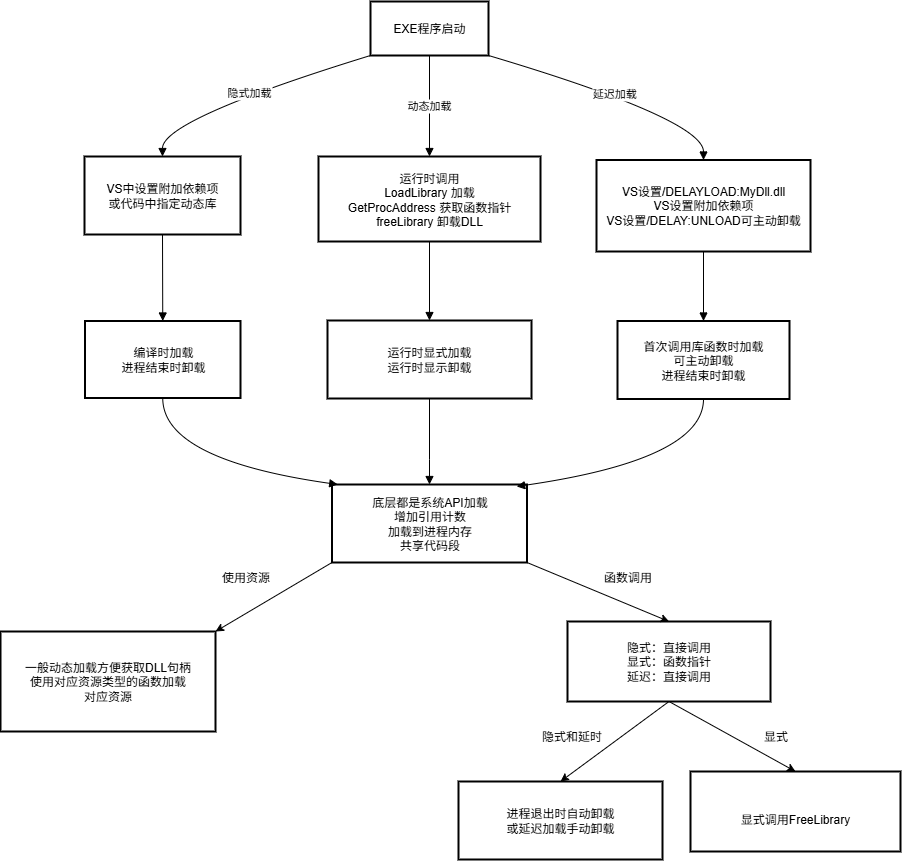 EXE程序启动
隐式加载
动态加载
延迟加载
VS中设置附加依赖项
或代码中指定动态库
运行时调用
LoadLibrary 加载
GetProcAddress 获取函数指针
freeLibrary 卸载DLL
VS设置/DELAYLOAD:MyDll.dll
VS设置附加依赖项
VS设置/DELAY:UNLOAD可主动卸载
编译时加载
进程结束时卸载
运行时显式加载
运行时显示卸载
首次调用库函数时加载
可主动卸载
进程结束时卸载
底层都是系统API加载
增加引用计数
加载到进程内存
共享代码段
使用资源
函数调用
一般动态加载方便获取DLL句柄
使用对应资源类型的函数加载
对应资源
隐式：直接调用
显式：函数指针
延迟：直接调用
隐式和延时
显式
进程退出时自动卸载
或延迟加载手动卸载
显式调用FreeLibrary